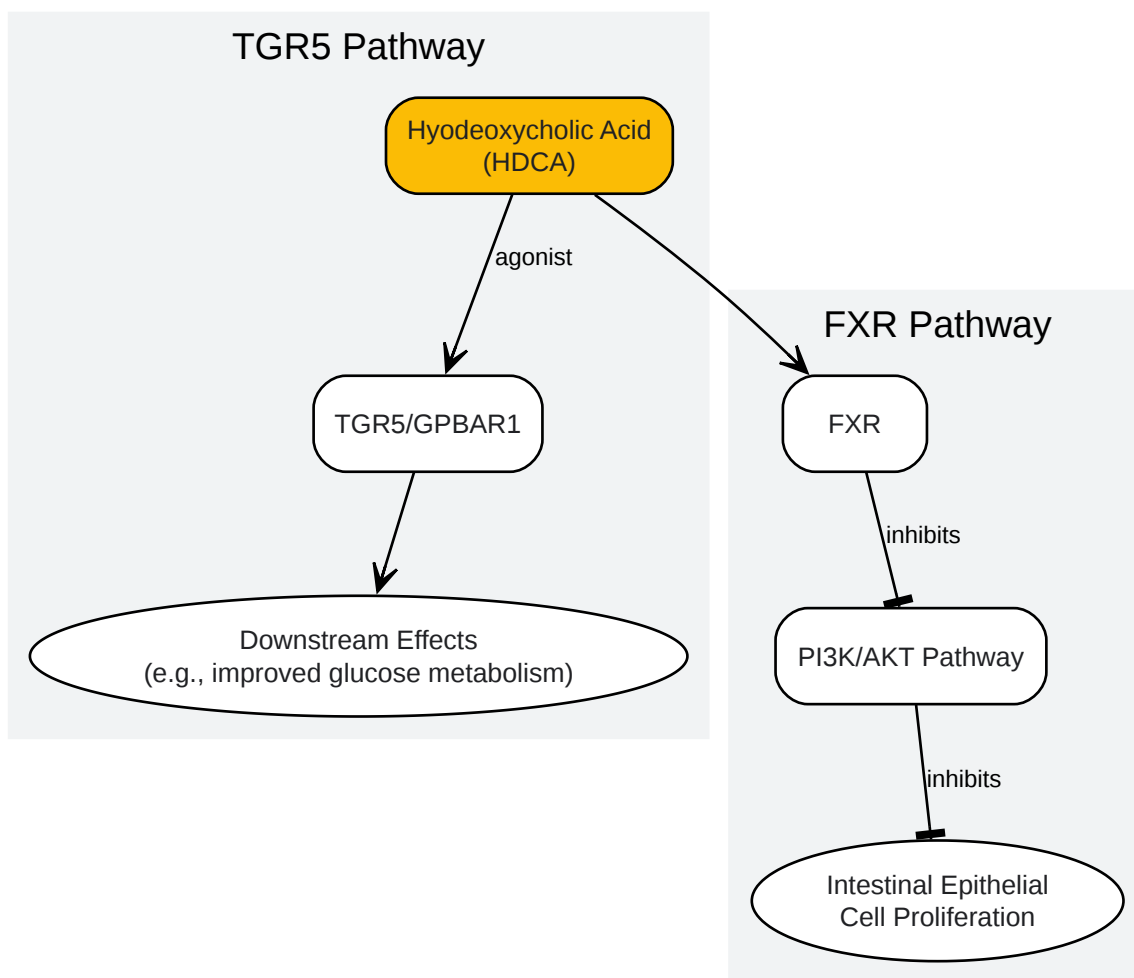 TGR5 Pathway
Hyodeoxycholic Acid
(HDCA)
agonist
FXR Pathway
TGR5/GPBAR1
FXR
inhibits
Downstream Effects
(e.g., improved glucose metabolism)
PI3K/AKT Pathway
inhibits
Intestinal Epithelial
Cell Proliferation